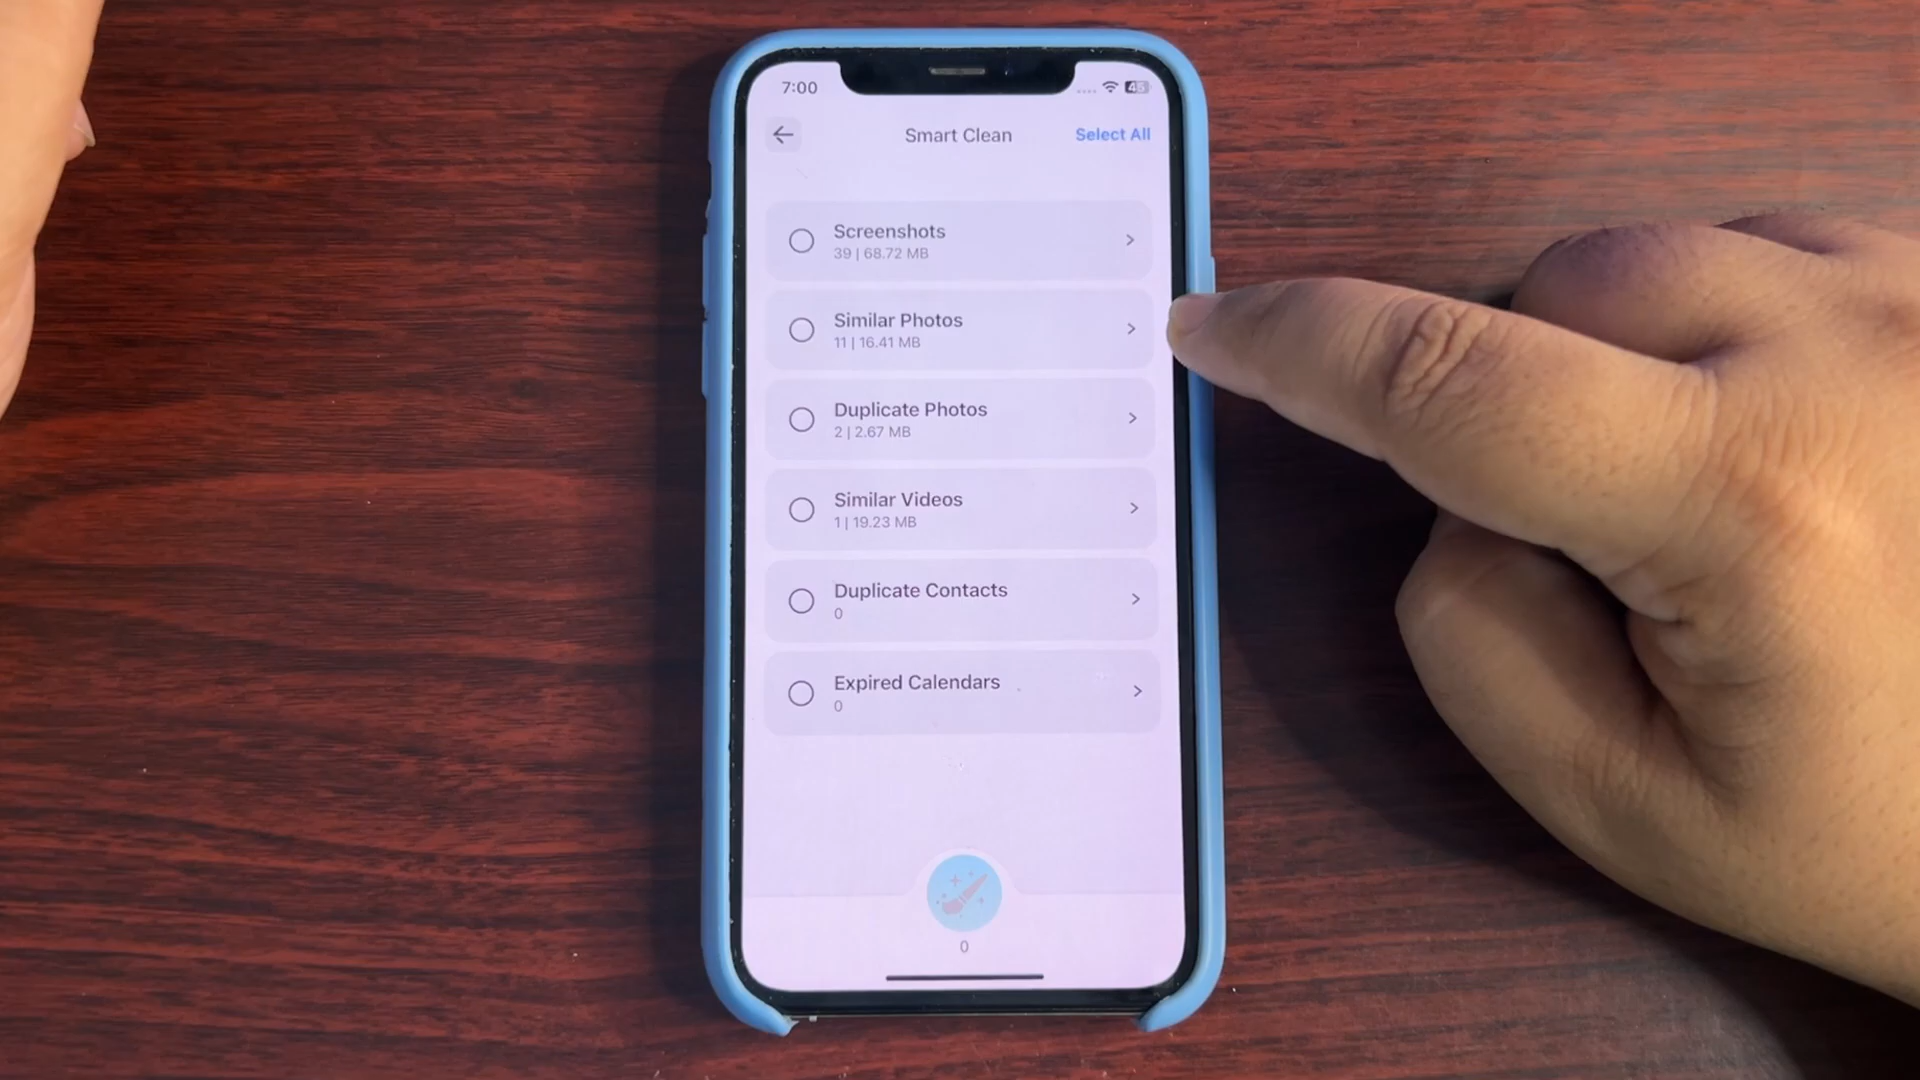 7:00
45
Smart Clean
Select All
Screenshots
39 | 68.72 MB
Similar Photos
11 | 16.41 MB
Duplicate Photos
2 | 2.67 MB
Similar Videos
1 | 19.23 MB
Duplicate Contacts
0
Expired Calendars
0
0